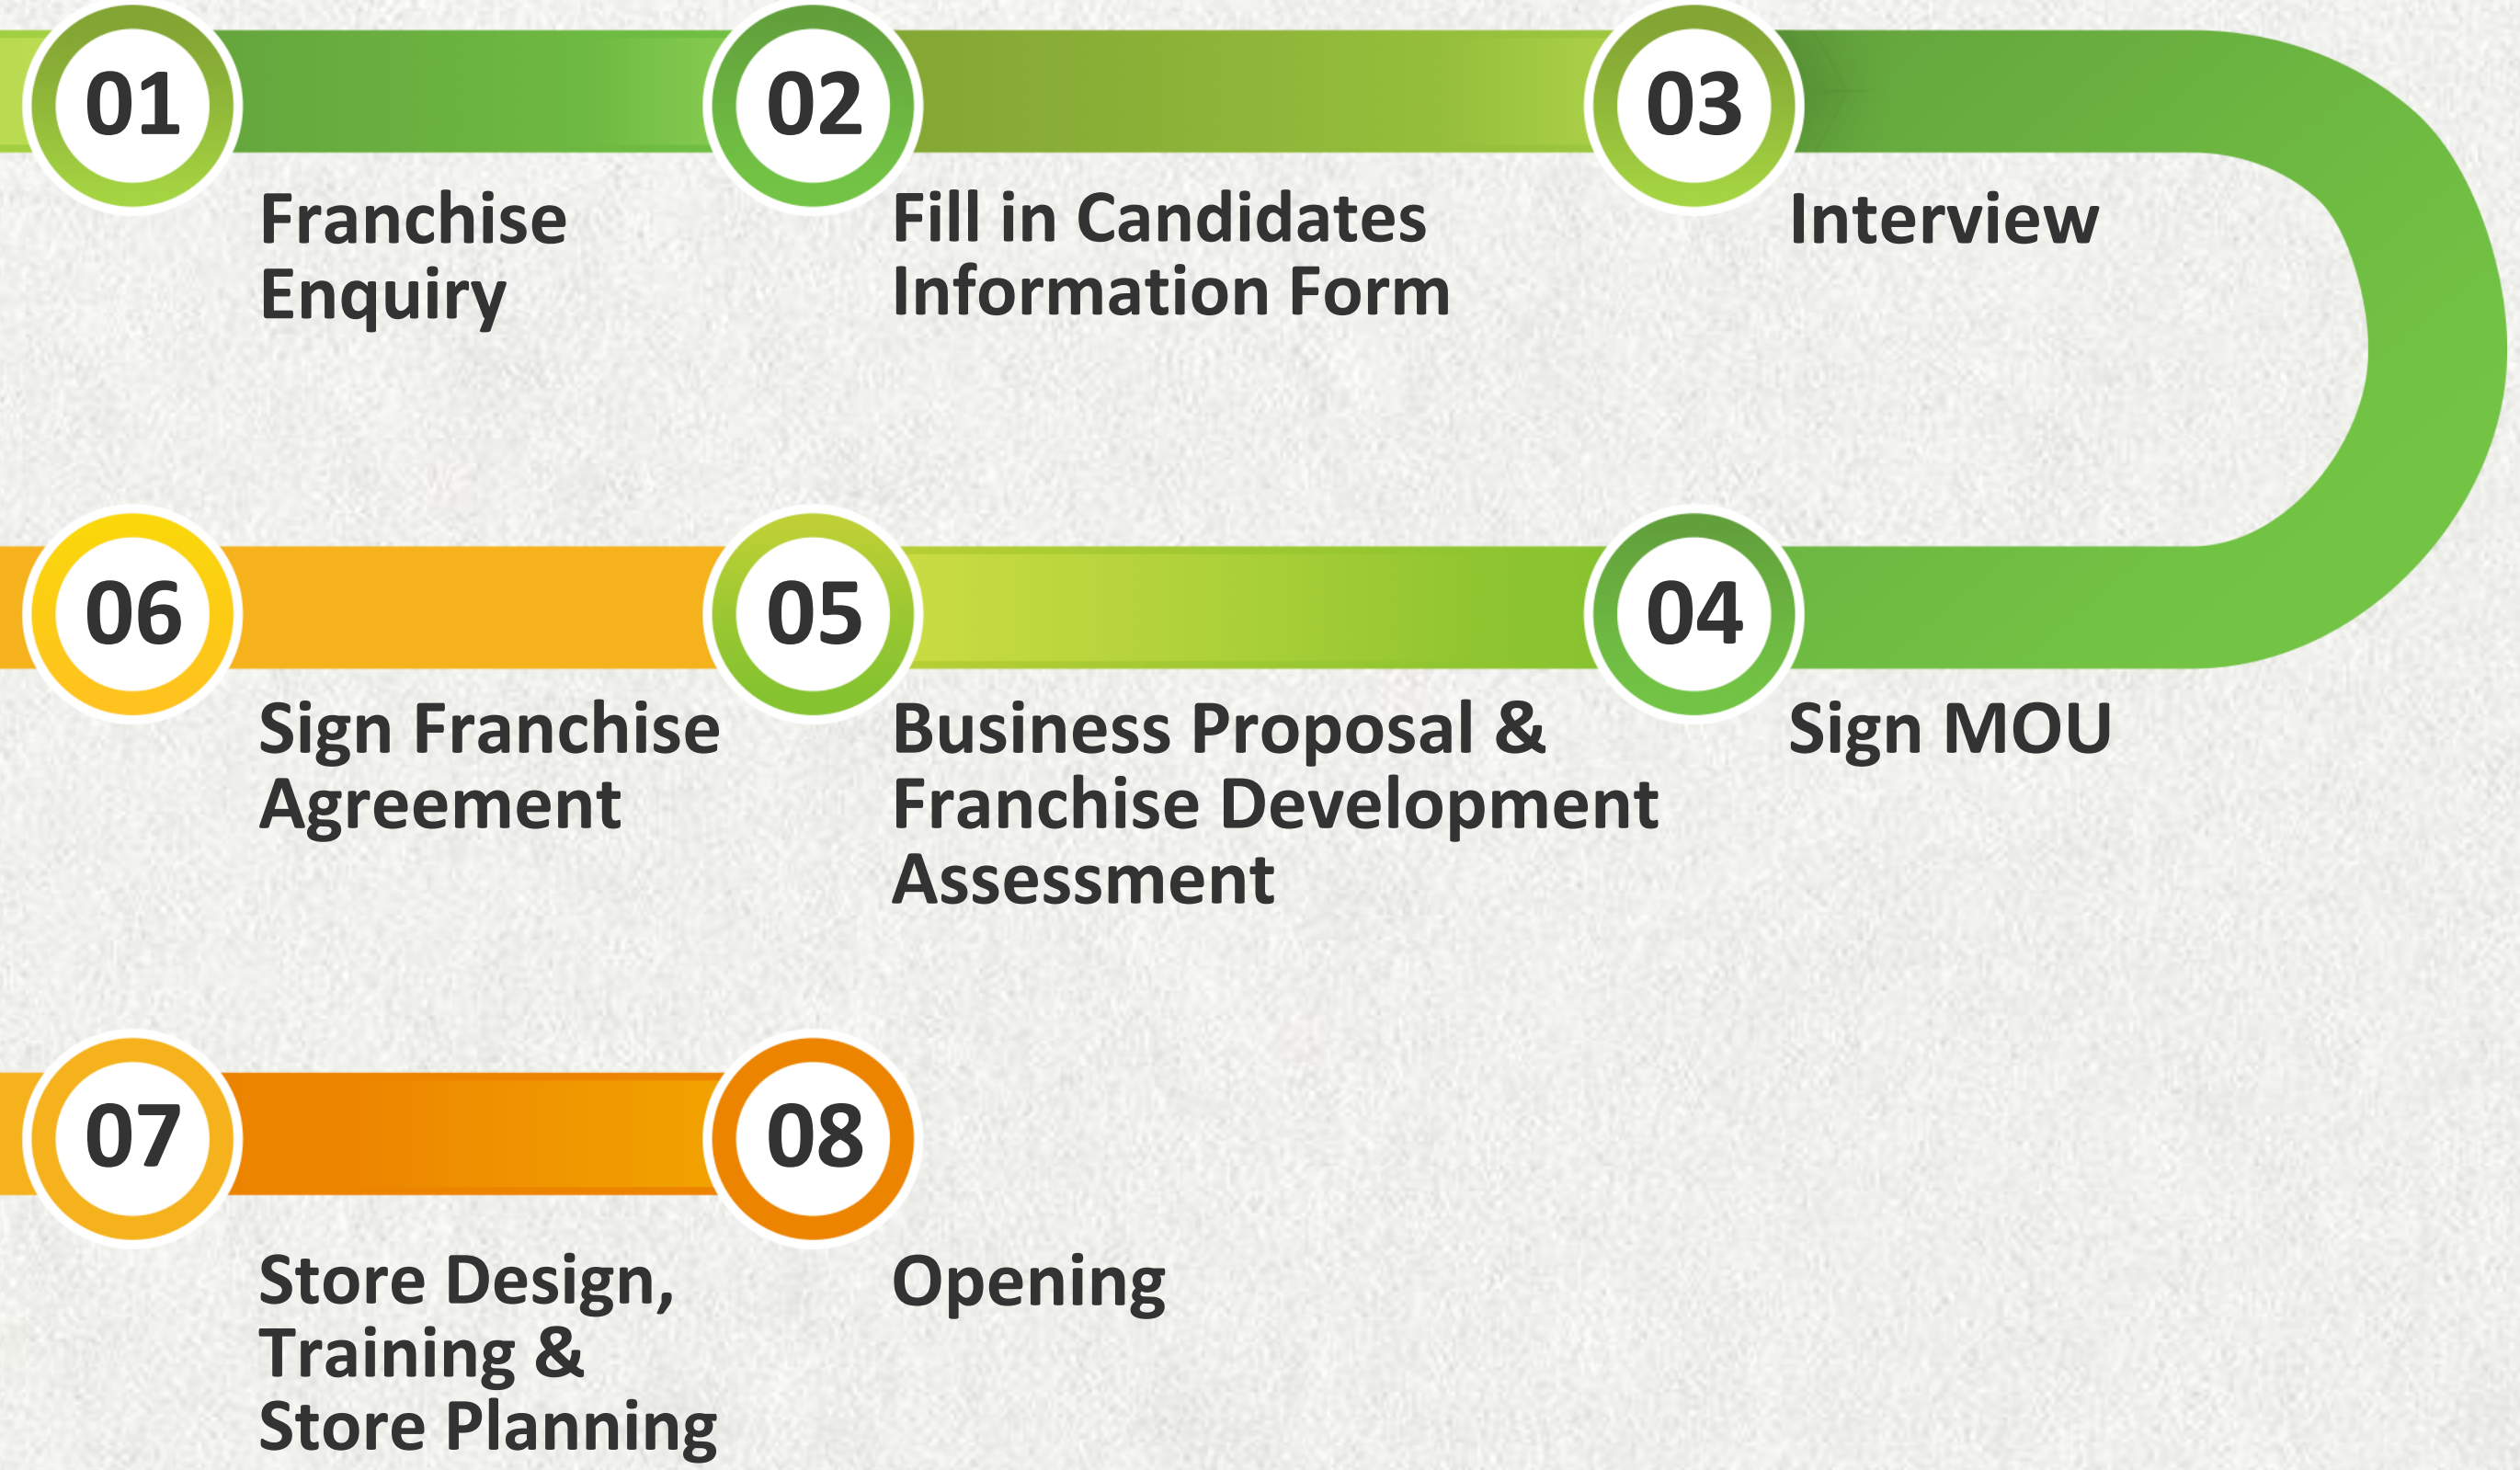 01
Franchise
Enquiry
02
Fill in Candidates
Information Form
03
Interview
04
Sign MOU
05
Business Proposal &
Franchise Development
Assessment
06
Sign Franchise
Agreement
07
Store Design,
Training &
Store Planning
08
Opening